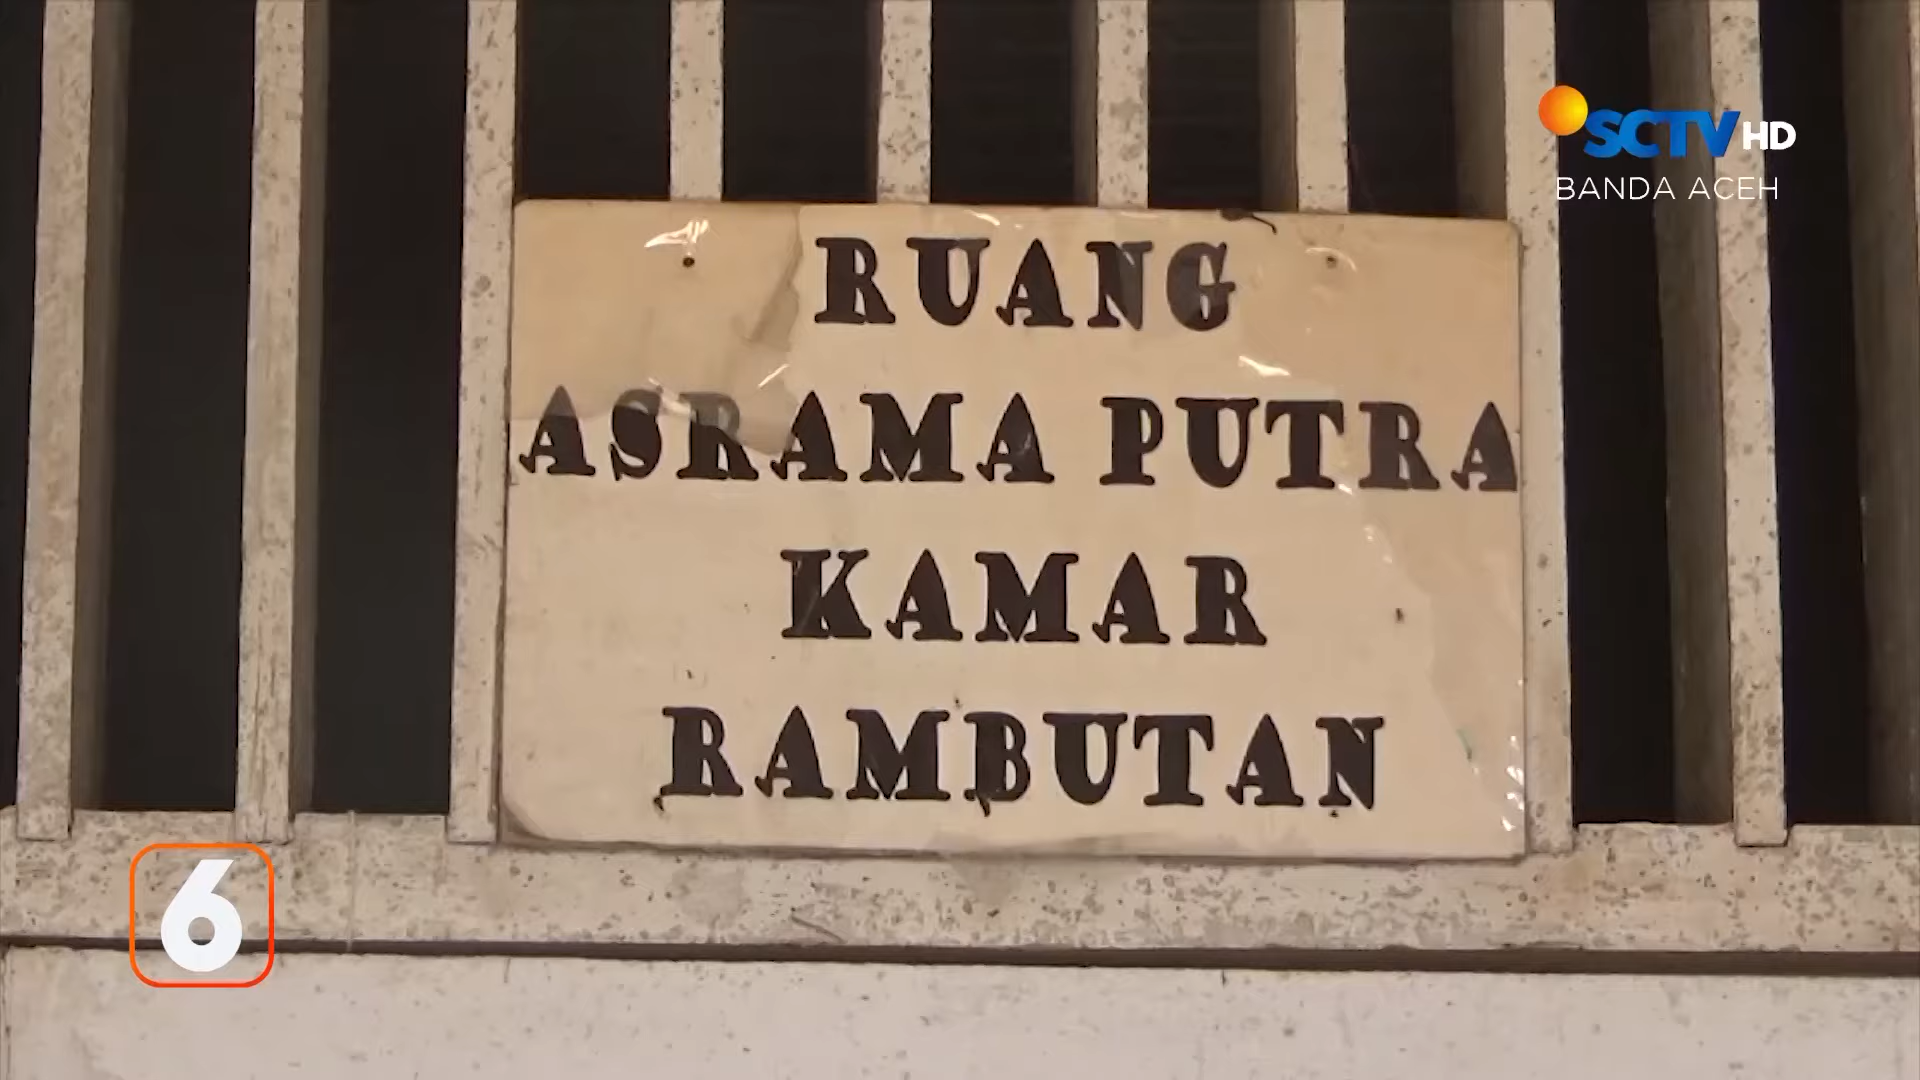 SCTV HD
BANDA ACEH
RUANG
ASRAMA PUTRA
KAMAR
RAMBUTAN
6